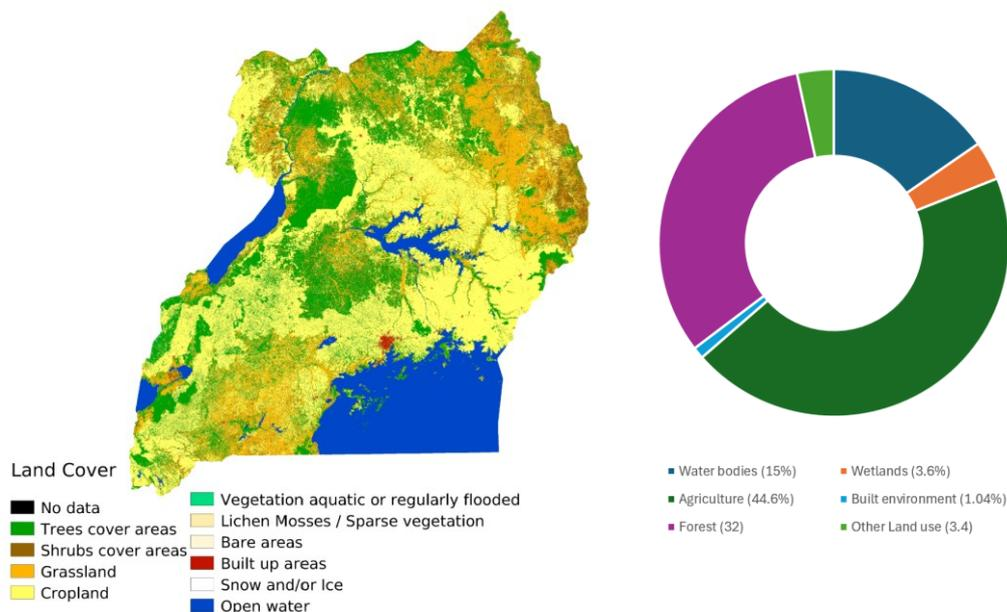 Land Cover
No data
Trees cover areas
Shrubs cover areas
Grassland
Cropland
Vegetation aquatic or regularly flooded
Lichen Mosses / Sparse vegetation
Bare areas
Built up areas
Snow and/or Ice
Open water
Water bodies (15%)
Wetlands (3.6%)
Agriculture (44.6%)
Built environment (1.04%)
Forest (32)
Other Land use (3.4)